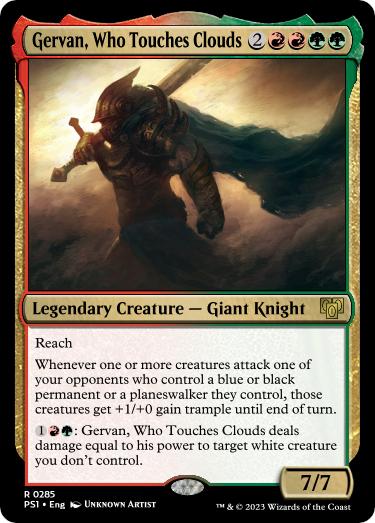 Gervan, Who Touches Clouds 2
Legendary Creature — Giant Knight
Reach
Whenever one or more creatures attack one of
your opponents who control a blue or black
permanent or a planeswalker they control, those
creatures get +1/+0 gain trample until end of turn.
1: Gervan, Who Touches Clouds deals
damage equal to his power to target white creature
you don't control.
7/7
R 0285
PS1 • Eng Unknown Artist
™ & © 2023 Wizards of the Coast